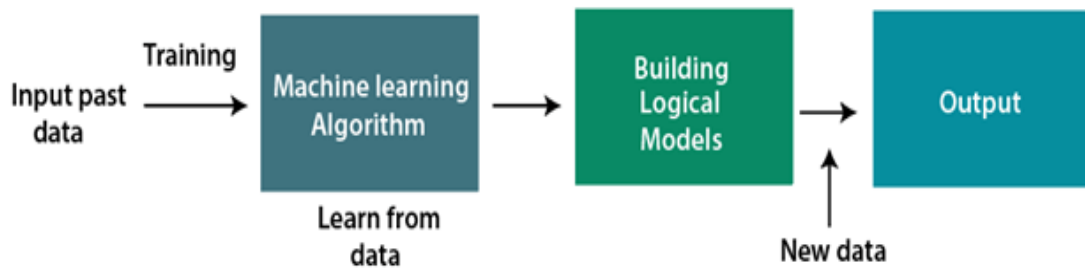 Input past
data
Training
Machine learning
Algorithm
Learn from
data
Building
Logical
Models
New data
Output